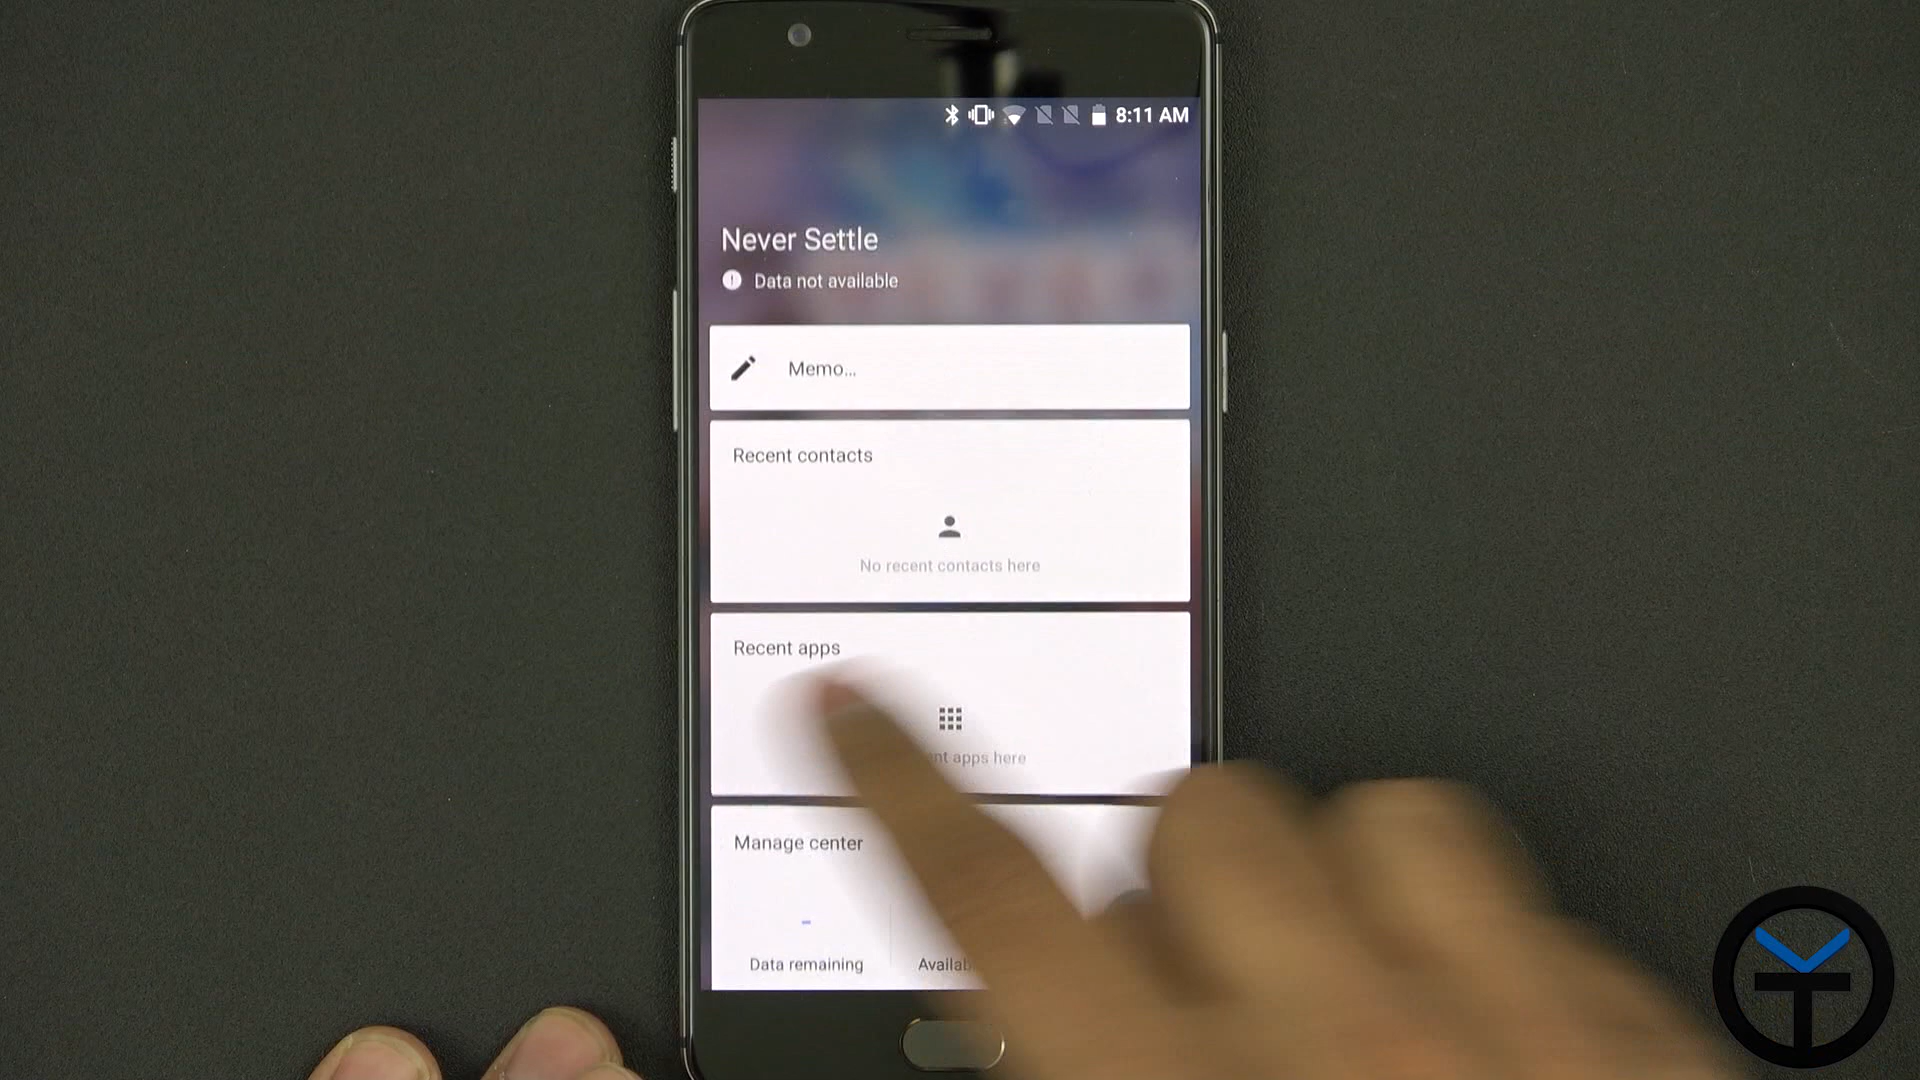 8:11 AM
Never Settle
Data not available
Memo...
Recent contacts
No recent contacts here
Recent apps
apps here
Manage center
Data remaining